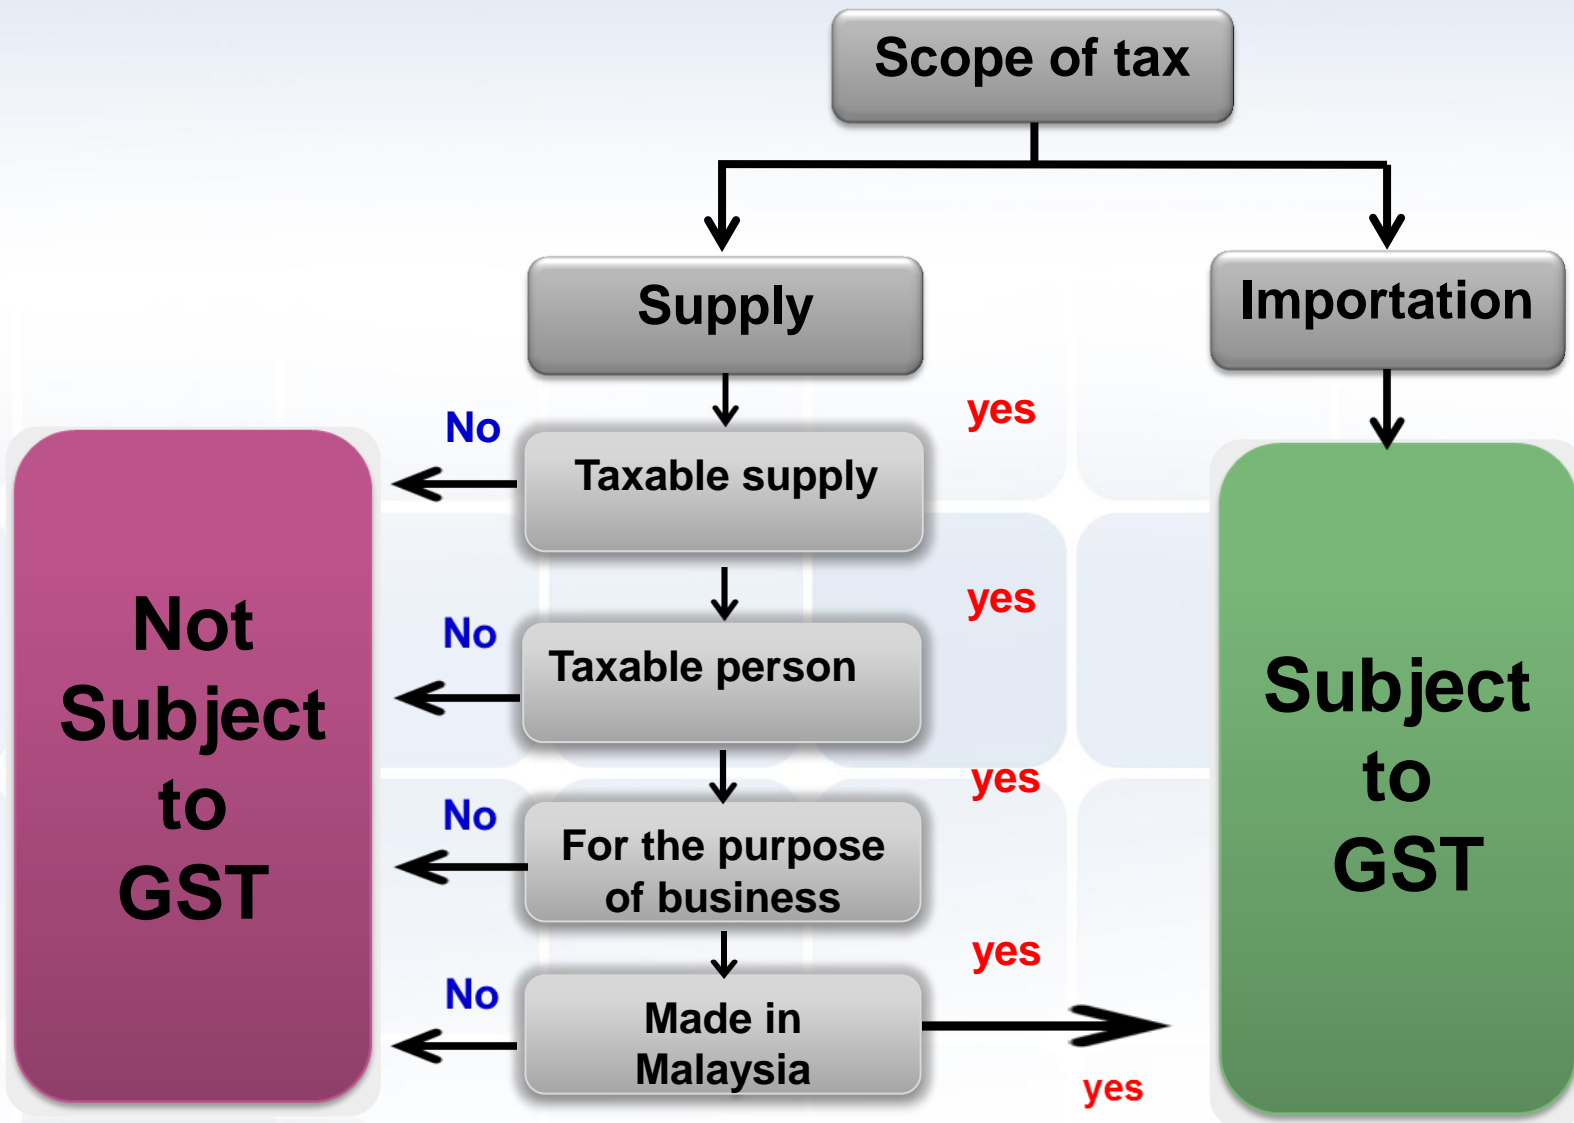 Scope of tax
Supply
Importation
No
yes
Taxable supply
No
yes
Taxable person
No
yes
For the purpose
of business
No
yes
Made in
Malaysia
yes
Not
Subject
to
GST
Subject
to
GST